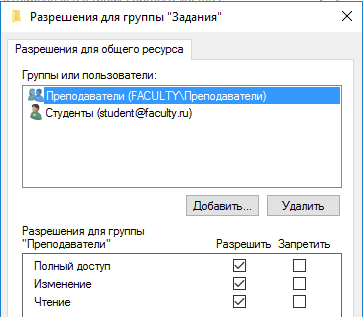 Разрешения для группы "Задания"
Разрешения для общего ресурса
Группы или пользователи:
Преподаватели (FACULTY\Преподаватели)
Студенты (student@faculty.ru)
Добавить... Удалить
Разрешения для группы
"Преподаватели" Разрешить Запретить
Полный доступ
Изменение
Чтение